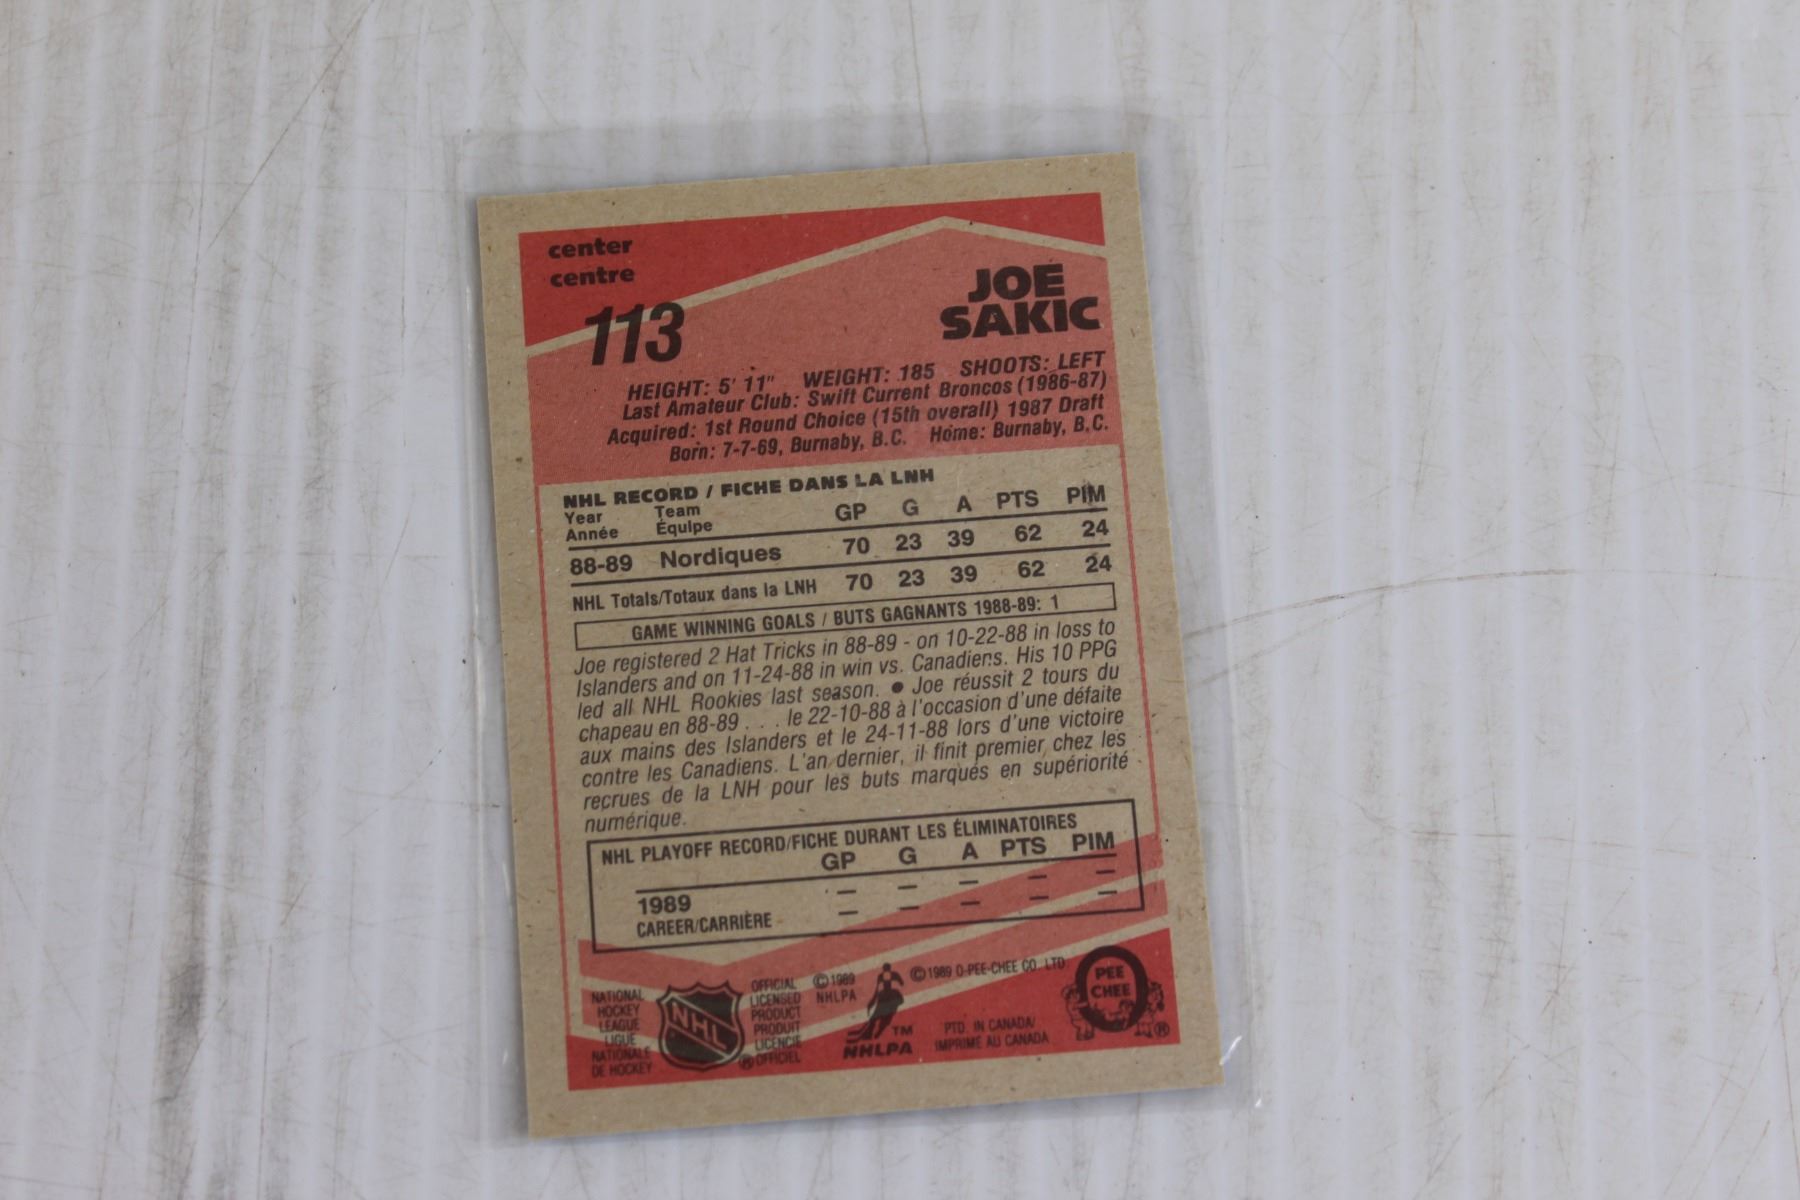 center
centre
113
JOE
SAKIC
HEIGHT: 5' 11" WEIGHT: 185 SHOOTS: LEFT
Last Amateur Club: Swift Current Broncos (1986-87)
Acquired: 1st Round Choice (15th overall) 1987 Draft
Born: 7-7-69, Burnaby, B.C. Home: Burnaby, B.C.
NHL RECORD / FICHE DANS LA LNH
Year Team GP G A PTS PIM
Année Équipe
88-89 Nordiques 70 23 39 62 24
NHL Totals/Totaux dans la LNH 70 23 39 62 24
GAME WINNING GOALS / BUTS GAGNANTS 1988-89: 1
Joe registered 2 Hat Tricks in 88-89 - on 10-22-88 in loss to
Islanders and on 11-24-88 in win vs. Canadiens. His 10 PPG
led all NHL Rookies last season. ● Joe réussit 2 tours du
chapeau en 88-89 . . . le 22-10-88 à l'occasion d'une défaite
aux mains des Islanders et le 24-11-88 lors d'une victoire
contre les Canadiens. L'an dernier, il finit premier chez les
recrues de la LNH pour les buts marqués en supériorité
numérique.
NHL PLAYOFF RECORD/FICHE DURANT LES ÉLIMINATOIRES
GP G A PTS PIM
1989 — — — — —
CAREER/CARRIÈRE — — — — —
NATIONAL
HOCKEY
LEAGUE
LIGUE
NATIONALE
DE HOCKEY
NHL
OFFICIAL
LICENSED
PRODUCT
PRODUIT
LICENCIÉ
® OFFICIEL
© 1989
NHLPA
TM
NHLPA
© 1989 O-PEE-CHEE CO. LTD.
PTD. IN CANADA/
IMPRIMÉ AU CANADA
PEE
CHEE
®